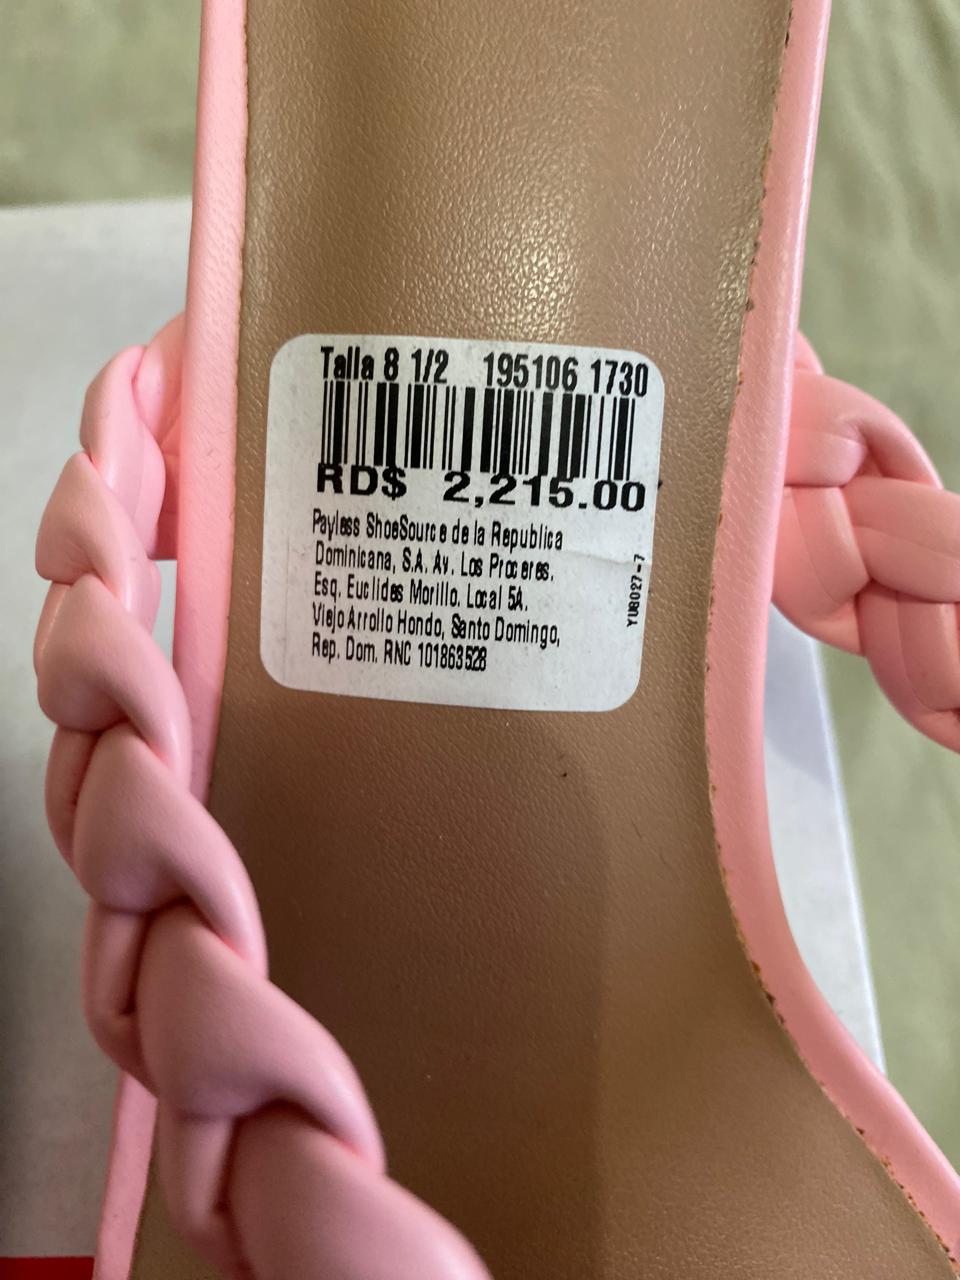 Talla 8 1/2 195106 1730
RD$ 2,215.00
Payless ShoeSource de la Republica
Dominicana, S.A. Av. Los Proceres.
Esq. Euclides Morillo. Local 5A.
Viejo Arrollo Hondo, Santo Domingo,
Rep. Dom. RNC 101863528
YU8027-7